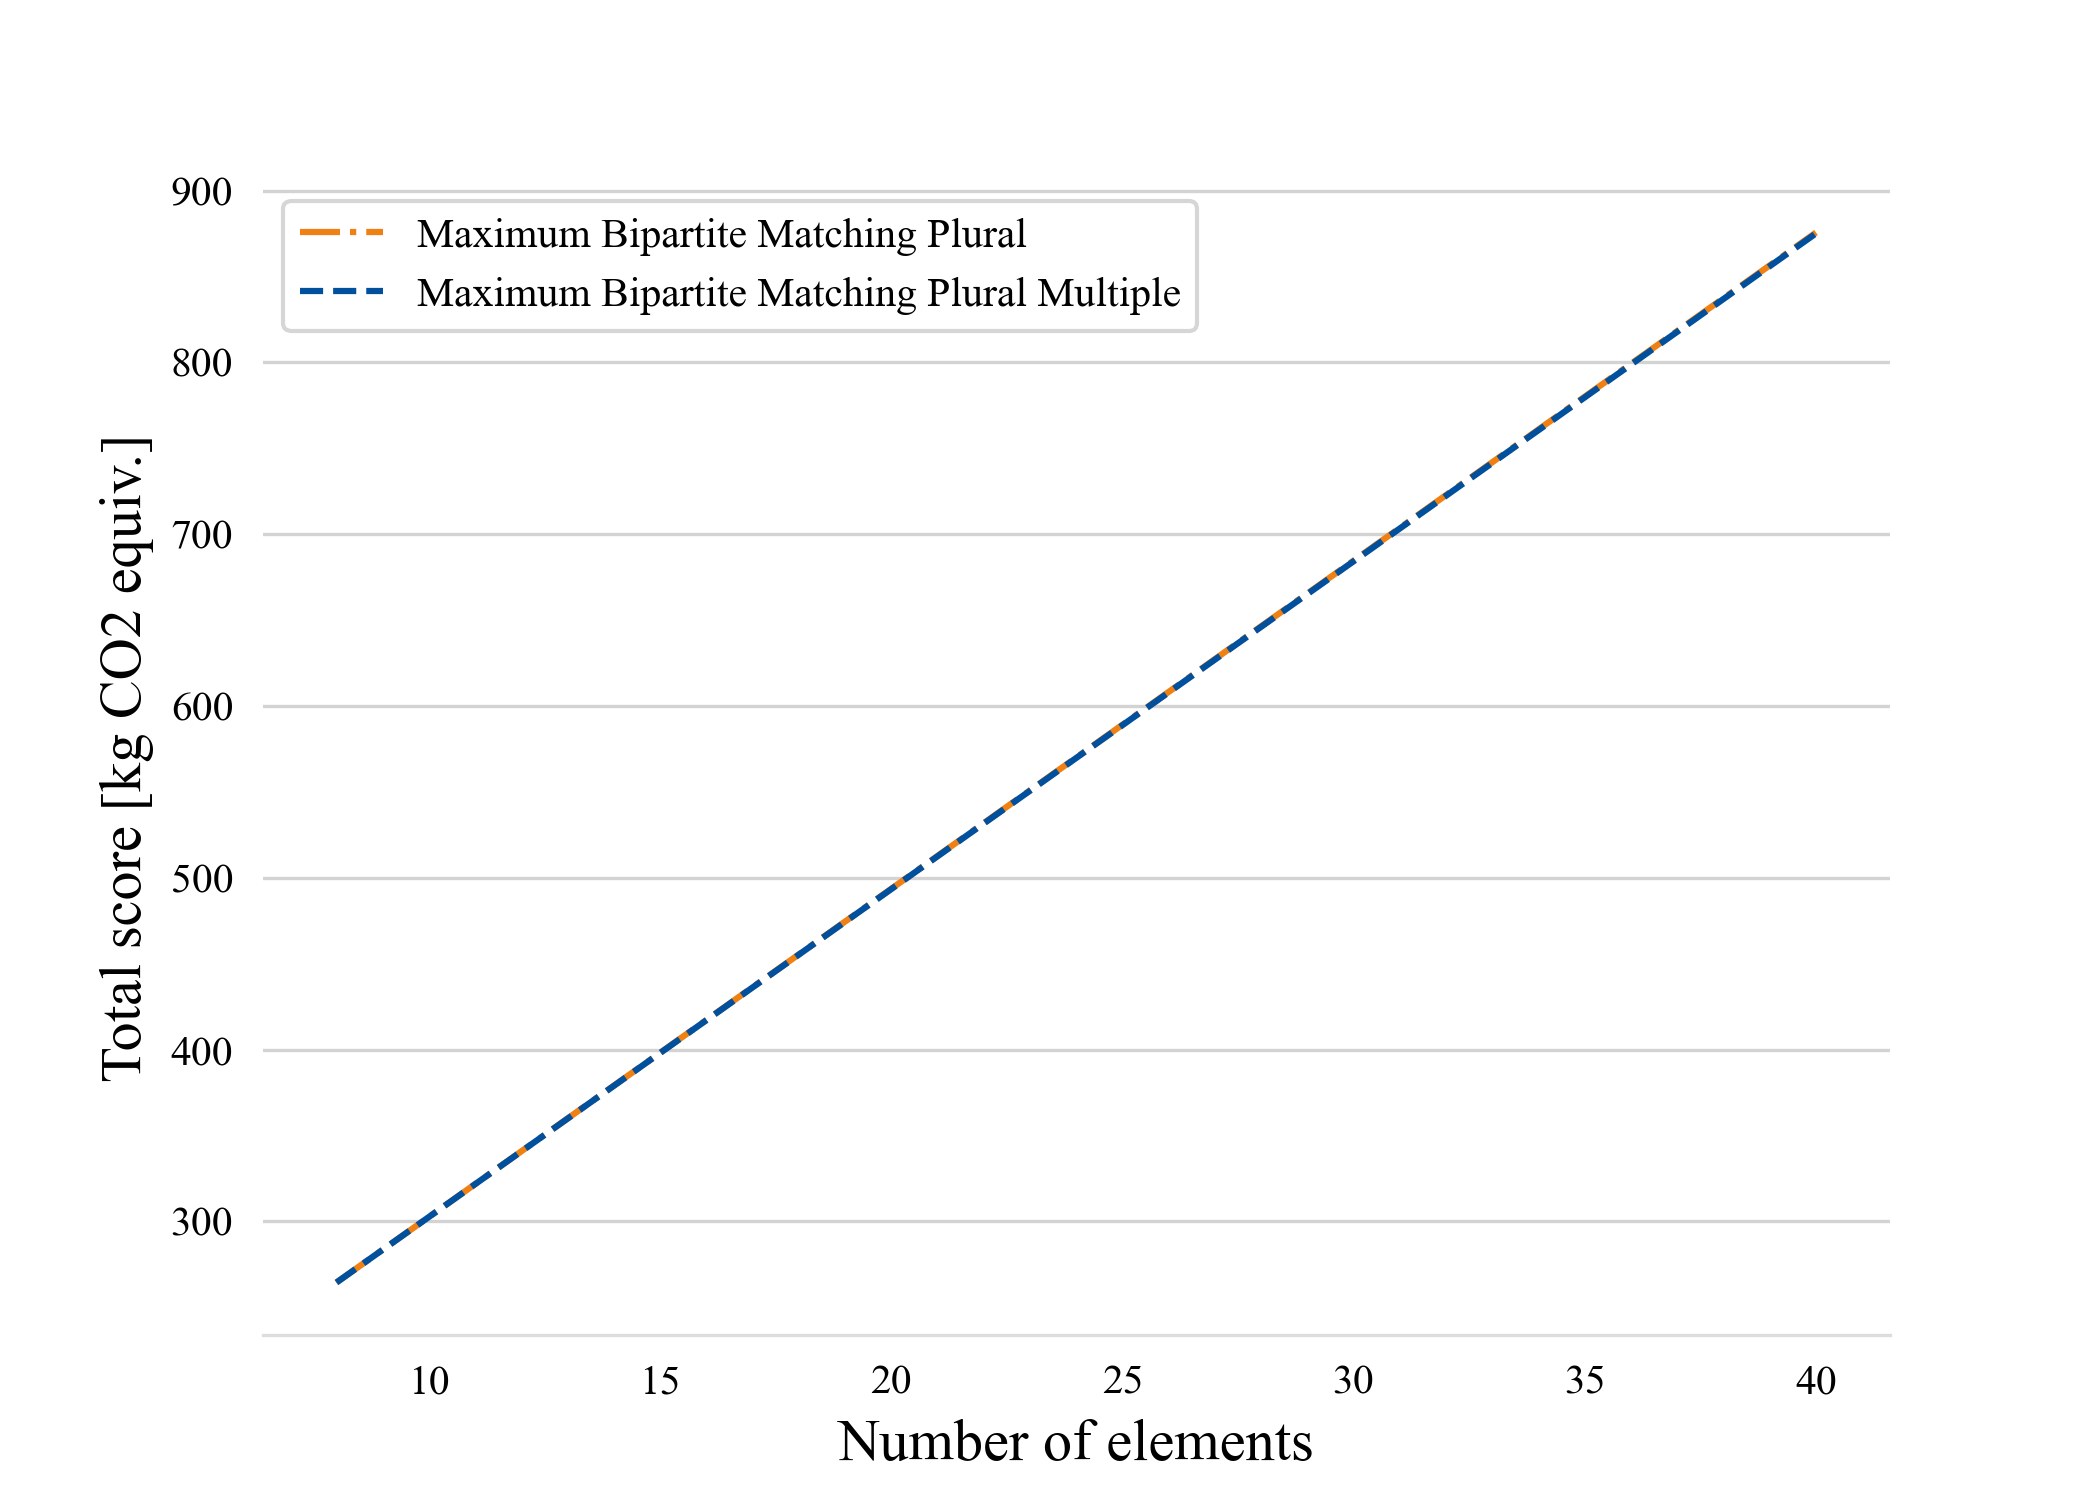 900
800
700
600
500
400
300
Total score [kg CO2 equiv.]
Maximum Bipartite Matching Plural
Maximum Bipartite Matching Plural Multiple
10 15 20 25 30 35 40
Number of elements